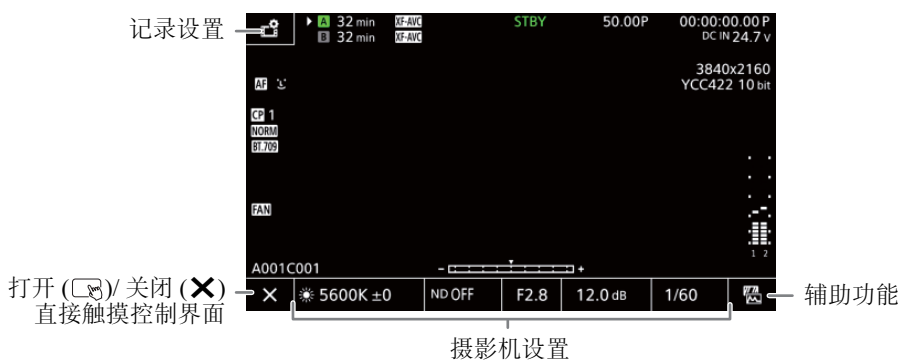 记录设置
A 32 min XF-AVC STBY 50.00P 00:00:00.00 P
B 32 min XF-AVC DC IN 24.7 V
3840x2160
AF YCC422 10 bit
CP 1
NORM
BT.709
FAN
1 2
A001C001 - +
打开 ( )/ 关闭 (✕)
直接触摸控制界面
✕ 5600K ±0 ND OFF F2.8 12.0 dB 1/60
辅助功能
摄影机设置